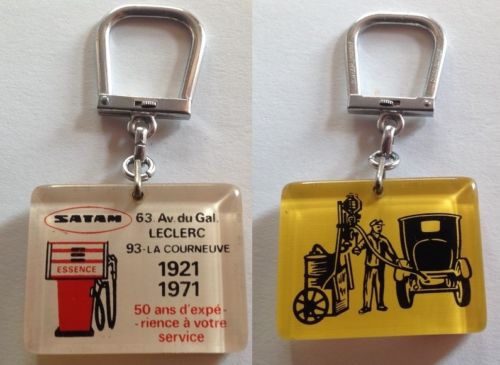 SATAM
63. Av. du Gal.
LECLERC
93-LA COURNEUVE
ESSENCE
1921
1971
50 ans d'expé -
- rience à votre
service